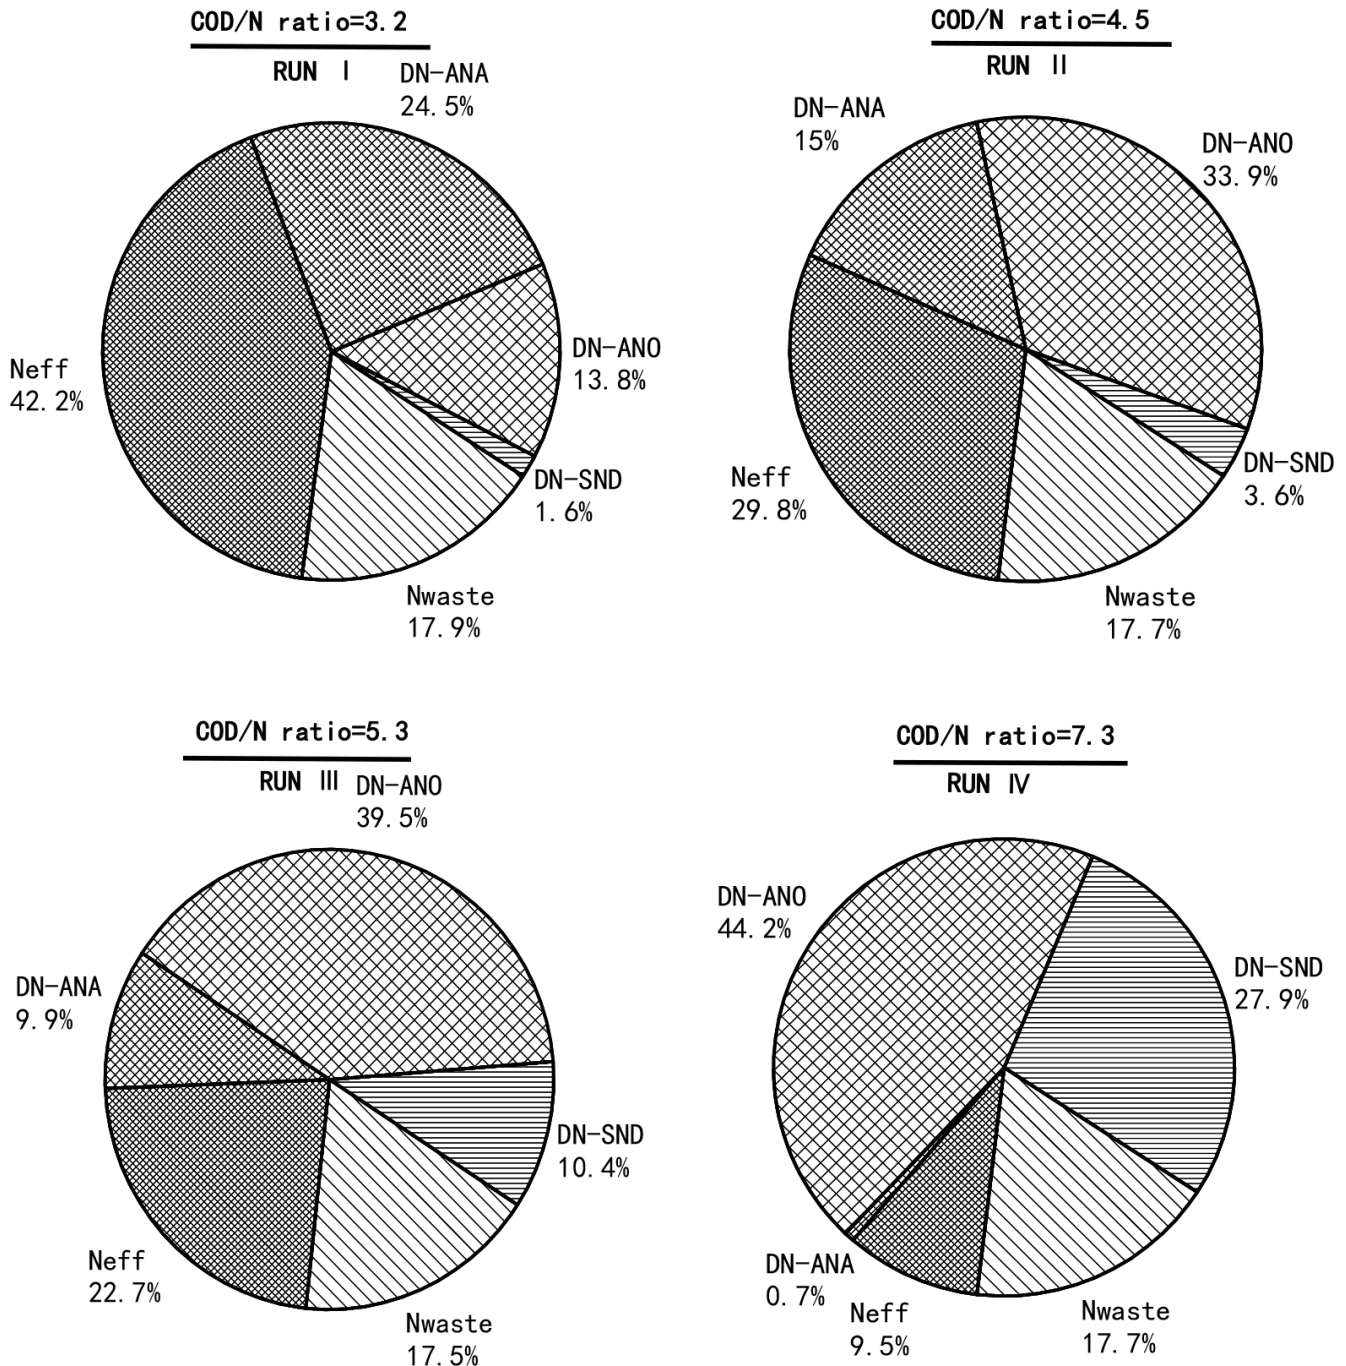 COD/N ratio=3.2
RUN Ⅰ
DN-ANA
24.5%
DN-ANO
13.8%
DN-SND
1.6%
Nwaste
17.9%
Neff
42.2%
COD/N ratio=4.5
RUN Ⅱ
DN-ANA
15%
DN-ANO
33.9%
DN-SND
3.6%
Nwaste
17.7%
Neff
29.8%
COD/N ratio=5.3
RUN Ⅲ
DN-ANO
39.5%
DN-ANA
9.9%
DN-SND
10.4%
Neff
22.7%
Nwaste
17.5%
COD/N ratio=7.3
RUN Ⅳ
DN-ANO
44.2%
DN-SND
27.9%
DN-ANA
0.7%
Neff
9.5%
Nwaste
17.7%